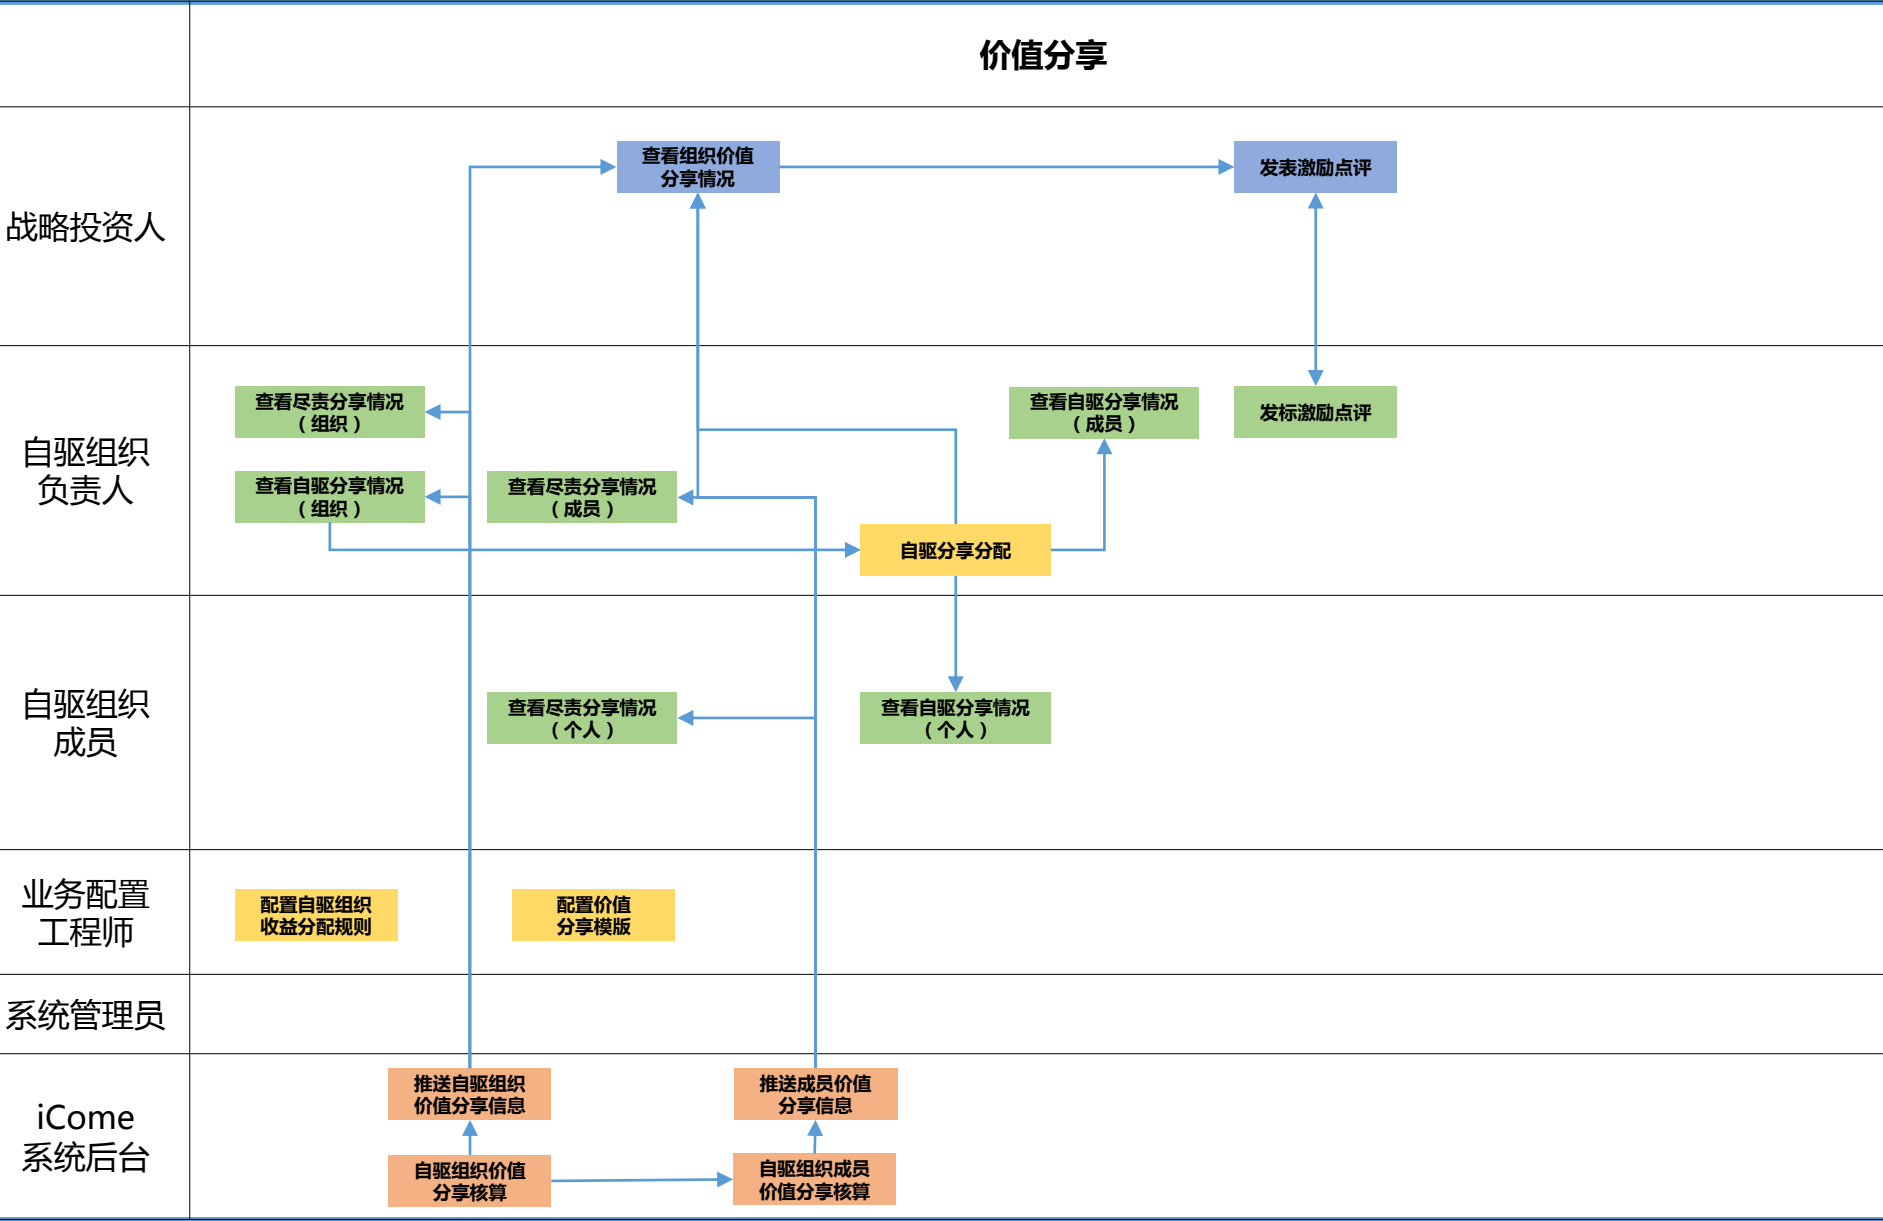 价值分享
战略投资人
查看组织价值
分享情况
发表激励点评
自驱组织
负责人
查看尽责分享情况
（组织）
查看自驱分享情况
（组织）
查看尽责分享情况
（成员）
自驱分享分配
查看自驱分享情况
（成员）
发标激励点评
自驱组织
成员
查看尽责分享情况
（个人）
查看自驱分享情况
（个人）
业务配置
工程师
配置自驱组织
收益分配规则
配置价值
分享模版
系统管理员
iCome
系统后台
推送自驱组织
价值分享信息
推送成员价值
分享信息
自驱组织价值
分享核算
自驱组织成员
价值分享核算